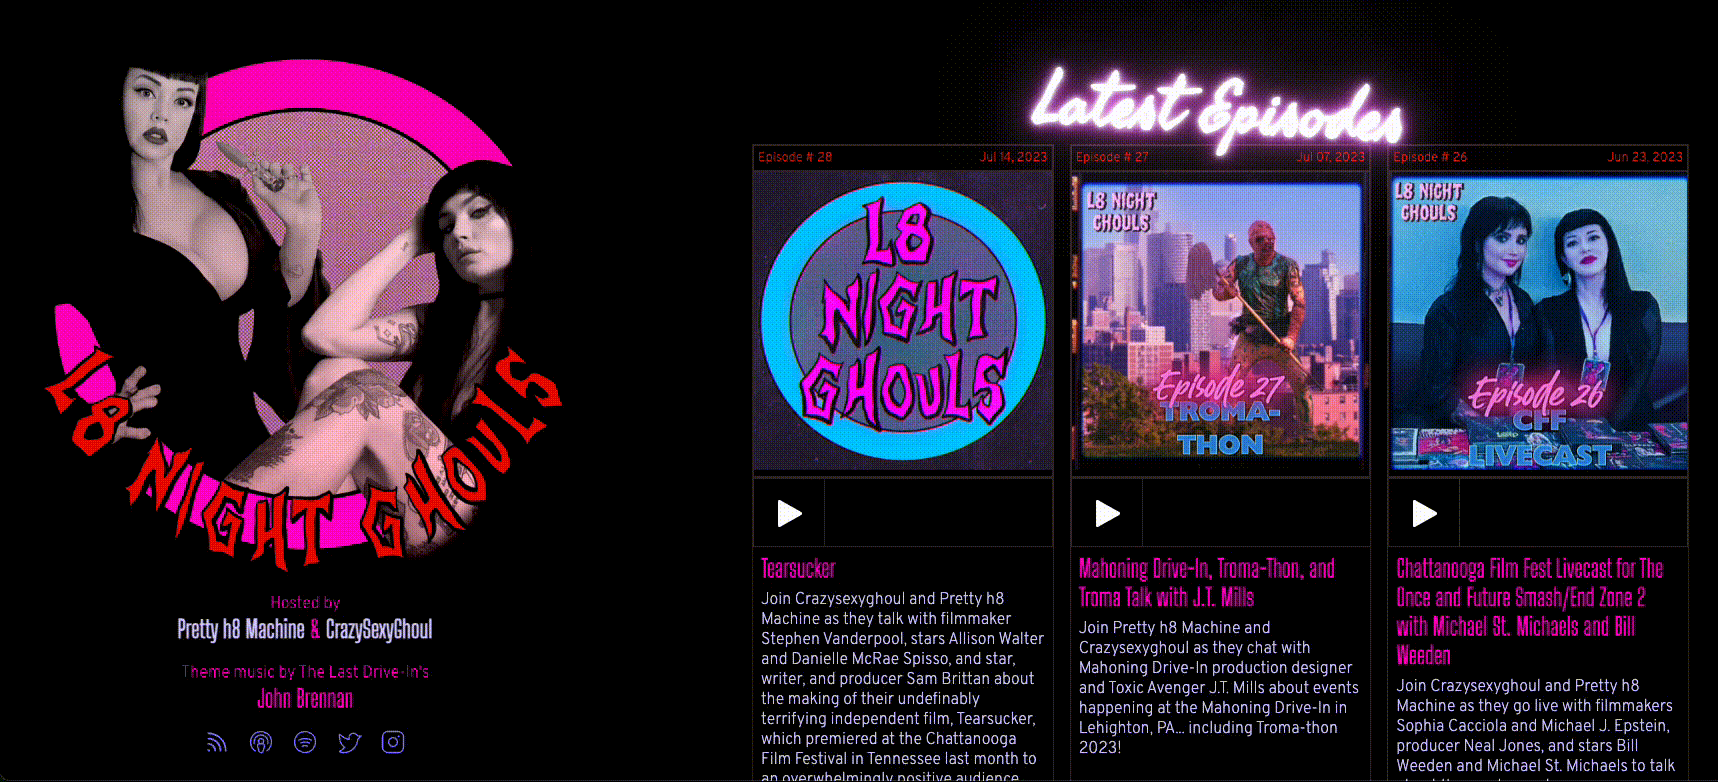 L8 NIGHT GHOULS
Hosted by
Pretty h8 Machine & CrazySexyGhoul
Theme music by The Last Drive-In's
John Brennan
Latest Episodes
Episode # 28 Jul 14, 2023
L8
NIGHT
GHOULS
Tearsucker
Join Crazysexyghoul and Pretty h8
Machine as they talk with filmmaker
Stephen Vanderpool, stars Allison Walter
and Danielle McRae Spisso, and star,
writer, and producer Sam Brittan about
the making of their undefinably
terrifying independent film, Tearsucker,
which premiered at the Chattanooga
Film Festival in Tennessee last month to
an overwhelmingly positive audience
Episode # 27 Jul 07, 2023
L8 NIGHT
GHOULS
Episode 27
TROMA-
THON
Mahoning Drive-In, Troma-Thon, and
Troma Talk with J.T. Mills
Join Pretty h8 Machine and
Crazysexyghoul as they chat with
Mahoning Drive-In production designer
and Toxic Avenger J.T. Mills about events
happening at the Mahoning Drive-In in
Lehighton, PA... including Troma-thon
2023!
Episode # 26 Jun 23, 2023
L8 NIGHT
GHOULS
Episode 26
CFF
LIVECAST
Chattanooga Film Fest Livecast for The
Once and Future Smash/End Zone 2
with Michael St. Michaels and Bill
Weeden
Join Crazysexyghoul and Pretty h8
Machine as they go live with filmmakers
Sophia Cacciola and Michael J. Epstein,
producer Neal Jones, and stars Bill
Weeden and Michael St. Michaels to talk